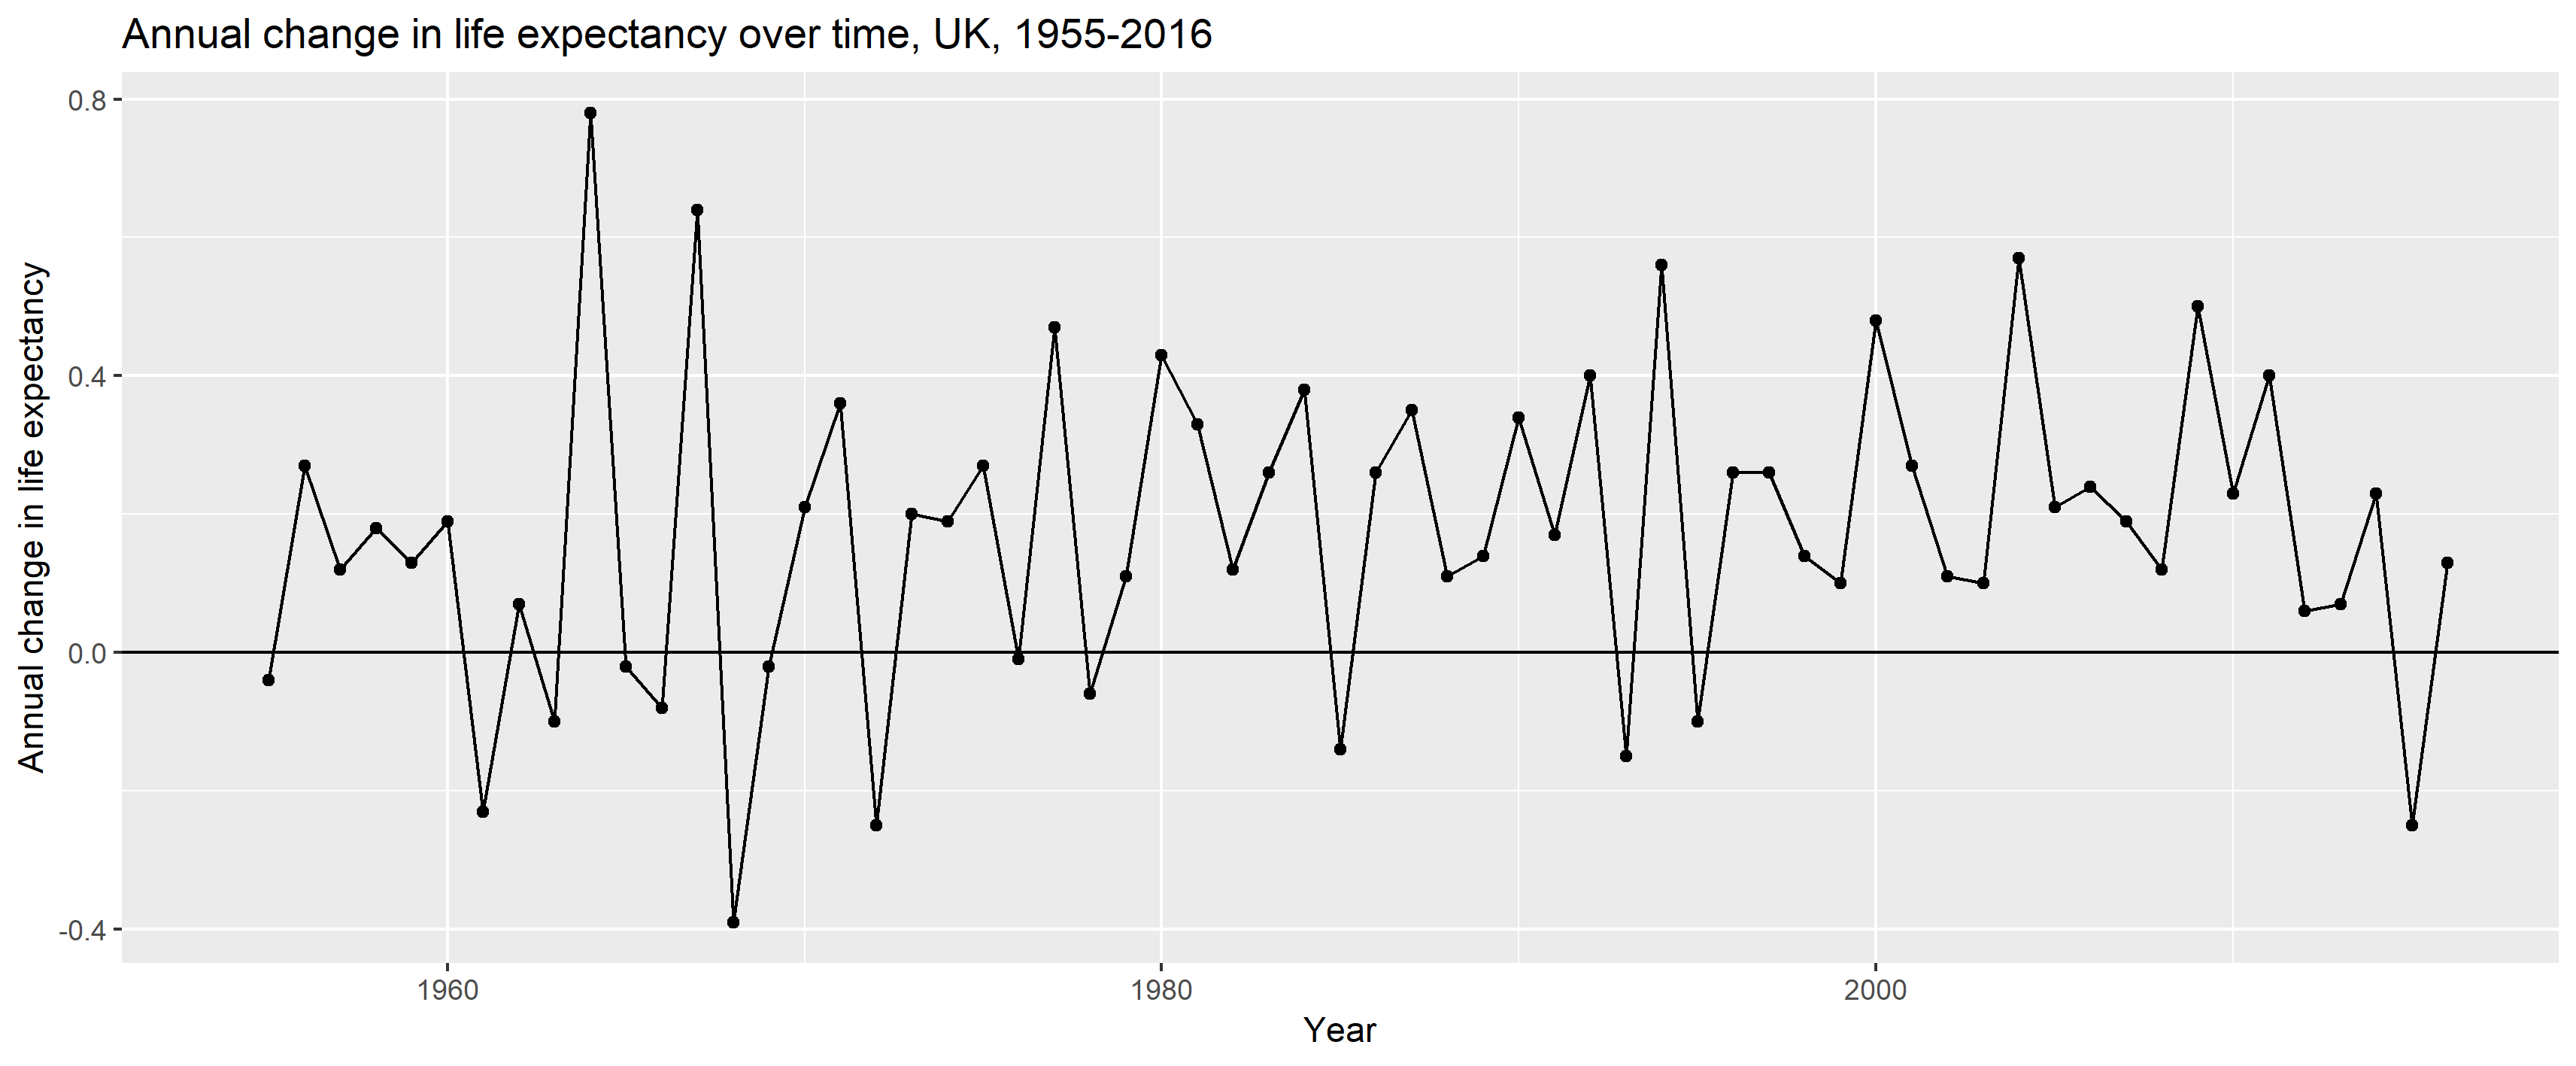 Annual change in life expectancy over time, UK, 1955-2016
Annual change in life expectancy
0.8
0.4
0.0
-0.4
1960
1980
2000
Year